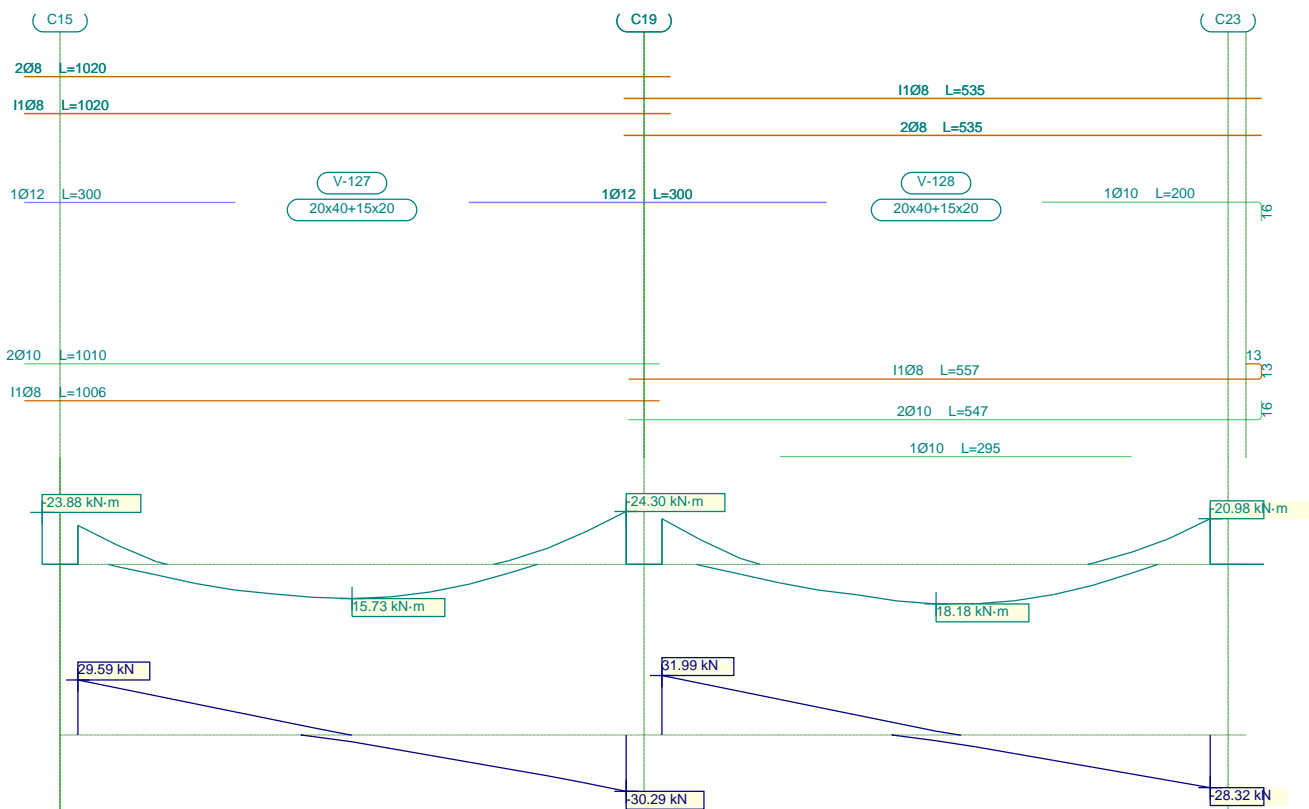 C15 C19 C23
2Ø8 L=1020
I1Ø8 L=535
I1Ø8 L=1020
2Ø8 L=535
V-127 V-128
1Ø12 L=300 1Ø12 L=300 1Ø10 L=200
20x40+15x20 20x40+15x20 16
2Ø10 L=1010 13
I1Ø8 L=557 13
I1Ø8 L=1006
2Ø10 L=547 16
1Ø10 L=295
-23.88 kN·m -24.30 kN·m -20.98 kN·m
15.73 kN·m 18.18 kN·m
29.59 kN 31.99 kN
-30.29 kN -28.32 kN